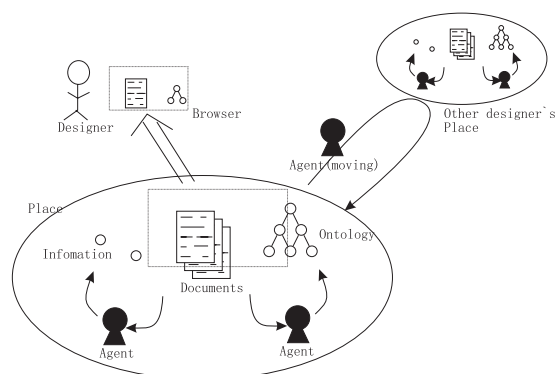 Designer
Browser
Other designer`s
Place
Agent(moving)
Place
Infomation
Ontology
Documents
Agent
Agent